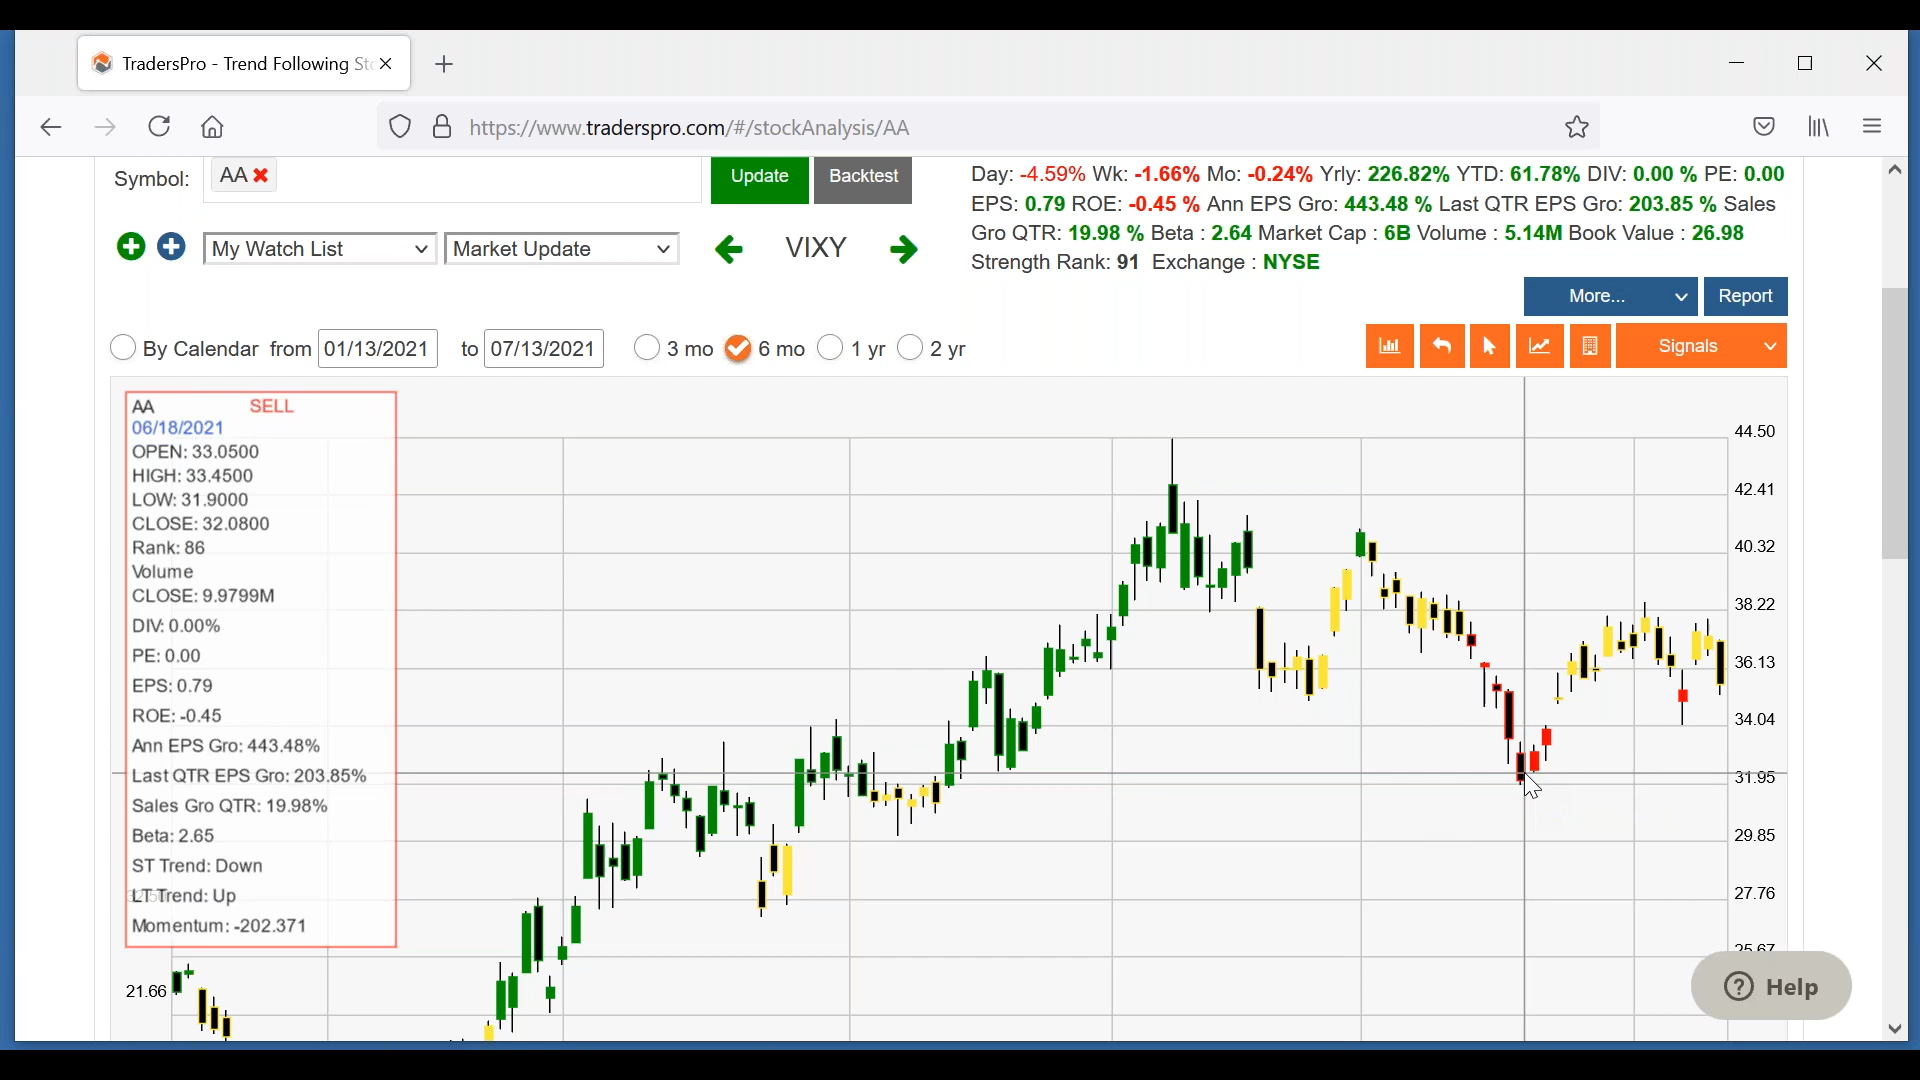 TradersPro - Trend Following Sto
https://www.traderspro.com/#/stockAnalysis/AA
Symbol: AA Update Backtest
My Watch List Market Update VIXY
Day: -4.59% Wk: -1.66% Mo: -0.24% Yrly: 226.82% YTD: 61.78% DIV: 0.00 % PE: 0.00
EPS: 0.79 ROE: -0.45 % Ann EPS Gro: 443.48 % Last QTR EPS Gro: 203.85 % Sales
Gro QTR: 19.98 % Beta : 2.64 Market Cap : 6B Volume : 5.14M Book Value : 26.98
Strength Rank: 91 Exchange : NYSE
More... Report
By Calendar from 01/13/2021 to 07/13/2021 3 mo 6 mo 1 yr 2 yr
Signals
AA SELL
06/18/2021
OPEN: 33.0500
HIGH: 33.4500
LOW: 31.9000
CLOSE: 32.0800
Rank: 86
Volume
CLOSE: 9.9799M
DIV: 0.00%
PE: 0.00
EPS: 0.79
ROE: -0.45
Ann EPS Gro: 443.48%
Last QTR EPS Gro: 203.85%
Sales Gro QTR: 19.98%
Beta: 2.65
ST Trend: Down
LT Trend: Up
Momentum: -202.371
21.66
44.50
42.41
40.32
38.22
36.13
34.04
31.95
29.85
27.76
25.67
Help